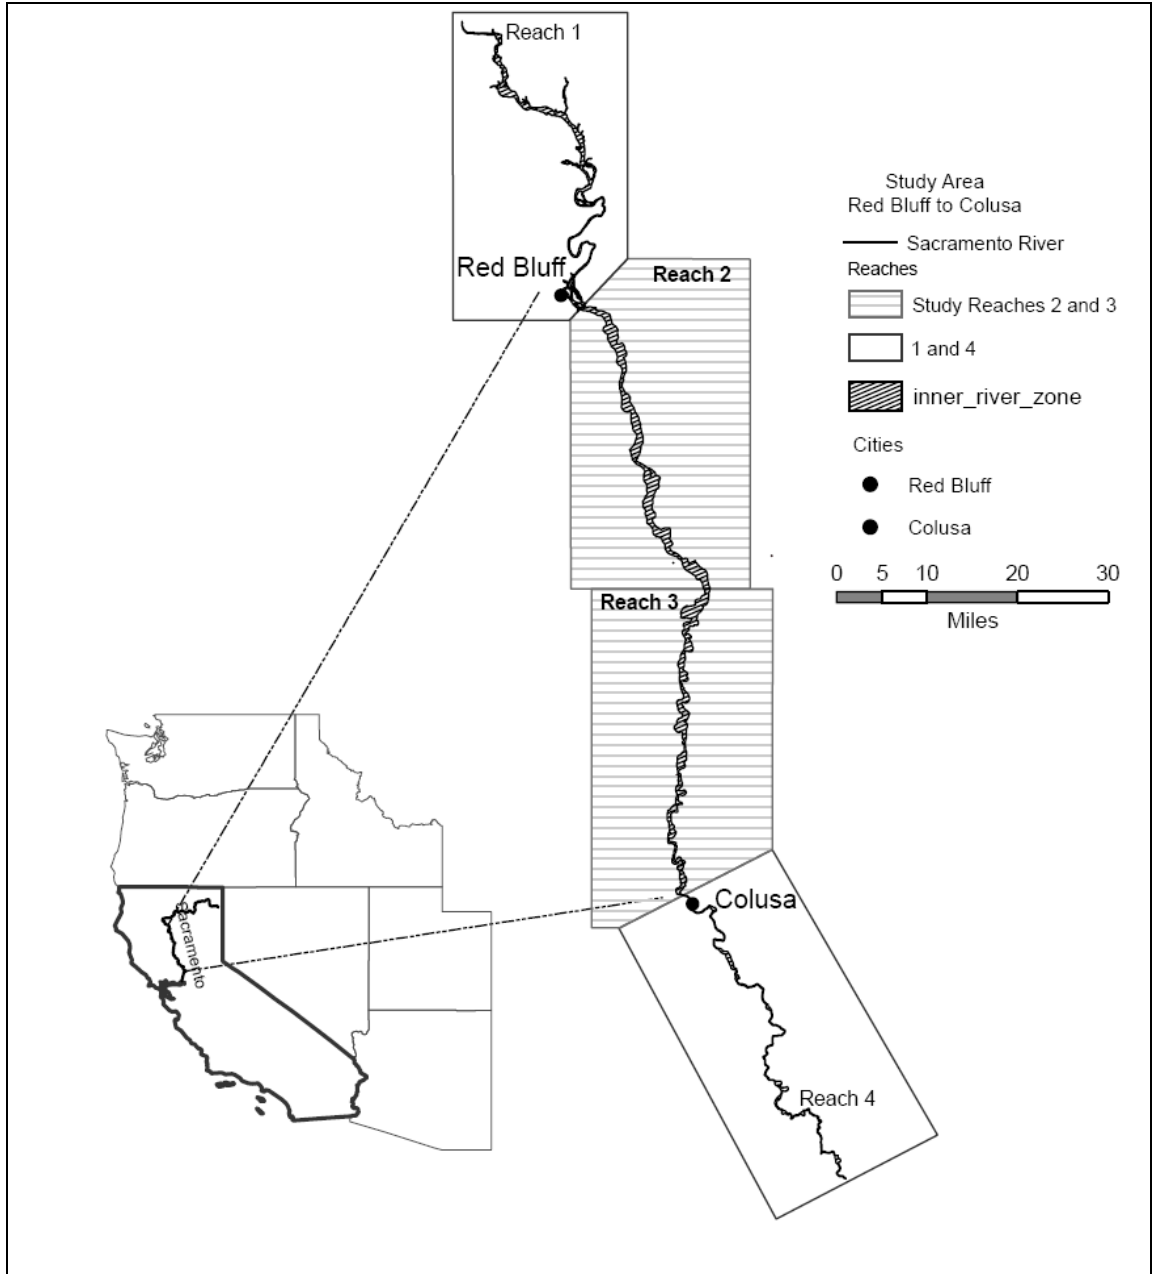 Reach 1
Study Area
Red Bluff to Colusa
Sacramento River
Reaches
Red Bluff
Reach 2
Study Reaches 2 and 3
1 and 4
inner_river_zone
Cities
Red Bluff
Colusa
0 5 10 20 30
Miles
Reach 3
Colusa
Sacramento
Reach 4